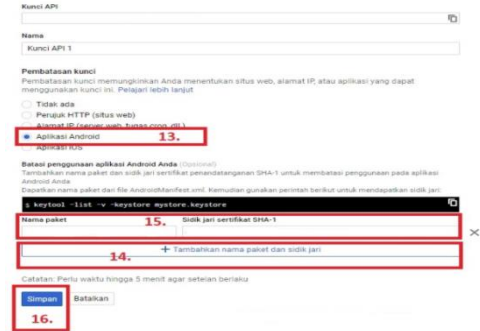 Kunci API
Nama
Kunci API 1
Pembatasan kunci
Pembatasan kunci memungkinkan Anda menentukan situs web, alamat IP, atau aplikasi yang dapat
menggunakan kunci ini. Pelajari lebih lanjut
Tidak ada
Perujuk HTTP (situs web)
Alamat IP (server web, tugas cron, dll.)
Aplikasi Android 13.
Aplikasi iOS
Batasi penggunaan aplikasi Android Anda (Opsional)
Tambahkan nama paket dan sidik jari sertifikat penandatanganan SHA-1 untuk membatasi penggunaan pada aplikasi
Android Anda
Dapatkan nama paket dari file AndroidManifest.xml. Kemudian gunakan perintah berikut untuk mendapatkan sidik jari:
$ keytool -list -v -keystore mystore.keystore
Nama paket 15. Sidik jari sertifikat SHA-1
+ Tambahkan nama paket dan sidik jari
14.
Catatan: Perlu waktu hingga 5 menit agar setelan berlaku
Simpan Batalkan
16.